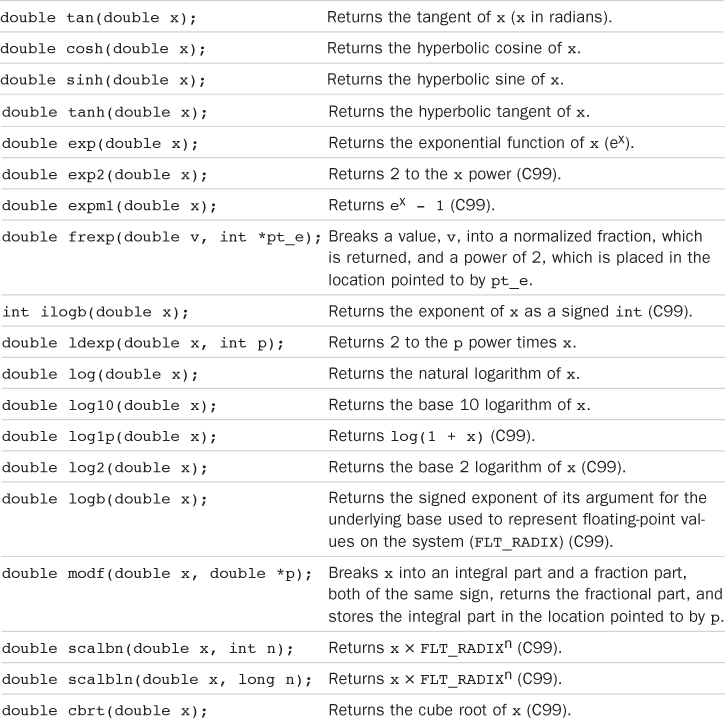 double tan(double x); Returns the tangent of x (x in radians).
double cosh(double x); Returns the hyperbolic cosine of x.
double sinh(double x); Returns the hyperbolic sine of x.
double tanh(double x); Returns the hyperbolic tangent of x.
double exp(double x); Returns the exponential function of x (eˣ).
double exp2(double x); Returns 2 to the x power (C99).
double expm1(double x); Returns eˣ - 1 (C99).
double frexp(double v, int *pt_e); Breaks a value, v, into a normalized fraction, which
is returned, and a power of 2, which is placed in the
location pointed to by pt_e.
int ilogb(double x); Returns the exponent of x as a signed int (C99).
double ldexp(double x, int p); Returns 2 to the p power times x.
double log(double x); Returns the natural logarithm of x.
double log10(double x); Returns the base 10 logarithm of x.
double log1p(double x); Returns log(1 + x) (C99).
double log2(double x); Returns the base 2 logarithm of x (C99).
double logb(double x); Returns the signed exponent of its argument for the
underlying base used to represent floating-point val-
ues on the system (FLT_RADIX) (C99).
double modf(double x, double *p); Breaks x into an integral part and a fraction part,
both of the same sign, returns the fractional part, and
stores the integral part in the location pointed to by p.
double scalbn(double x, int n); Returns x × FLT_RADIXⁿ (C99).
double scalbln(double x, long n); Returns x × FLT_RADIXⁿ (C99).
double cbrt(double x); Returns the cube root of x (C99).